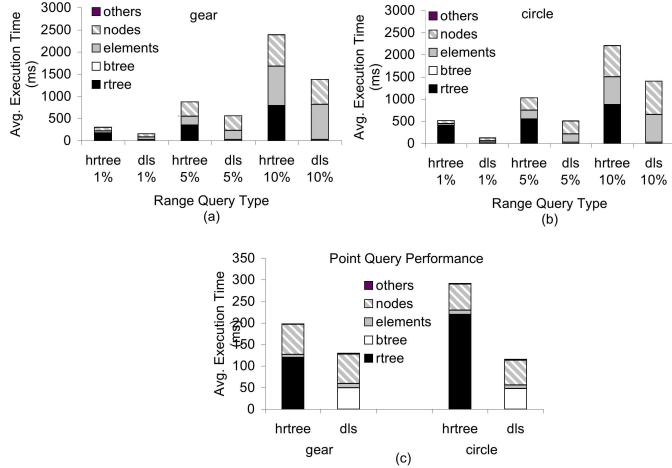 gear
Avg. Execution Time
(ms)
3000
2500
2000
1500
1000
500
0
others
nodes
elements
btree
rtree
hrtree dls hrtree dls hrtree dls
1% 1% 5% 5% 10% 10%
Range Query Type
(a)
circle
Avg. Execution Time
(ms)
3000
2500
2000
1500
1000
500
0
others
nodes
elements
btree
rtree
hrtree dls hrtree dls hrtree dls
1% 1% 5% 5% 10% 10%
Range Query Type
(b)
Point Query Performance
Avg. Execution Time
(ms)
350
300
250
200
150
100
50
0
others
nodes
elements
btree
rtree
hrtree dls hrtree dls
gear circle
(c)